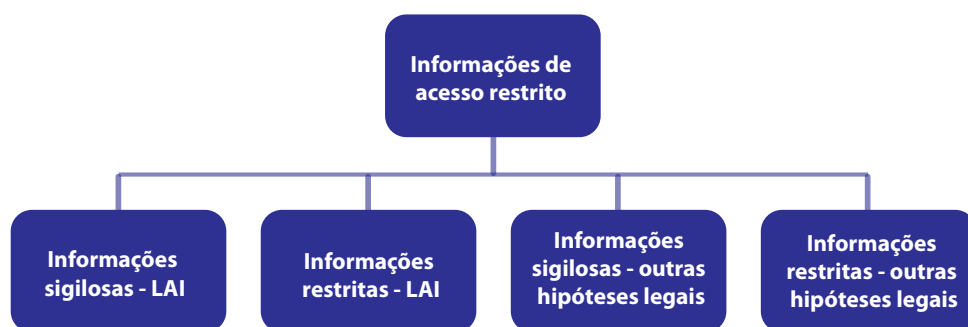 Informações de
acesso restrito
Informações
sigilosas - LAI
Informações
restritas - LAI
Informações
sigilosas - outras
hipóteses legais
Informações
restritas - outras
hipóteses legais